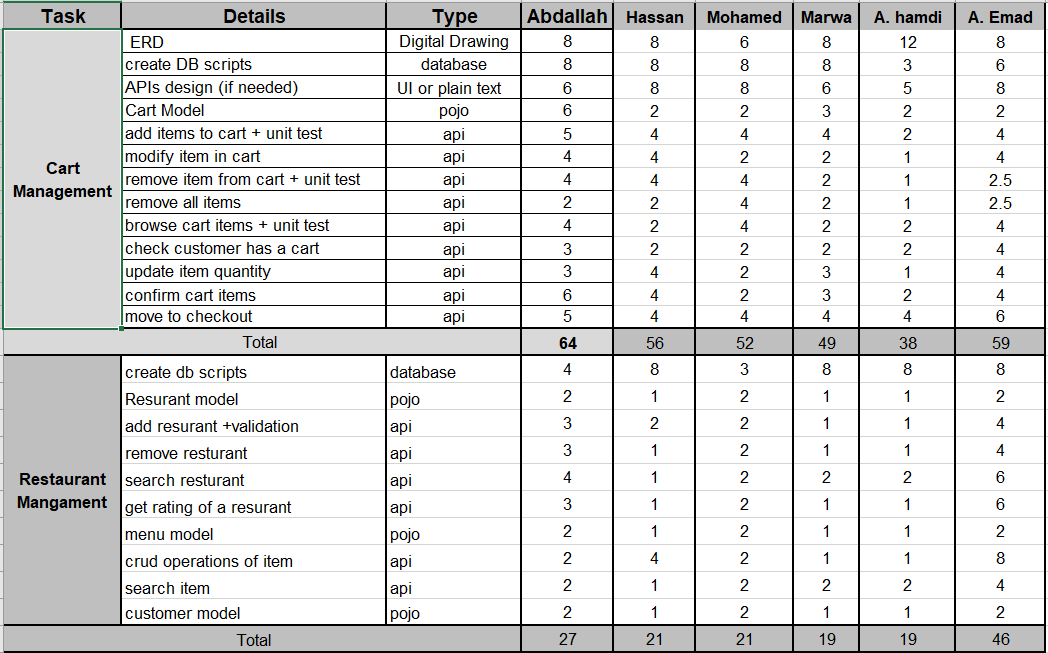 Task Details Type Abdallah Hassan Mohamed Marwa A. hamdi A. Emad
Cart Management
ERD Digital Drawing 8 8 6 8 12 8
create DB scripts database 8 8 8 8 3 6
APIs design (if needed) UI or plain text 6 8 8 6 5 8
Cart Model pojo 6 2 2 3 2 2
add items to cart + unit test api 5 4 4 4 2 4
modify item in cart api 4 4 2 2 1 4
remove item from cart + unit test api 4 4 4 2 1 2.5
remove all items api 2 2 4 2 1 2.5
browse cart items + unit test api 4 2 4 2 2 4
check customer has a cart api 3 2 2 2 2 4
update item quantity api 3 4 2 3 1 4
confirm cart items api 6 4 2 3 2 4
move to checkout api 5 4 4 4 4 6
Total 64 56 52 49 38 59
Restaurant Mangament
create db scripts database 4 8 3 8 8 8
Resurant model pojo 2 1 2 1 1 2
add resurant +validation api 3 2 2 1 1 4
remove resturant api 3 1 2 1 1 4
search resturant api 4 1 2 2 2 6
get rating of a resurant api 3 1 2 1 1 6
menu model pojo 2 1 2 1 1 2
crud operations of item api 2 4 2 1 1 8
search item api 2 1 2 2 2 4
customer model pojo 2 1 2 1 1 2
Total 27 21 21 19 19 46